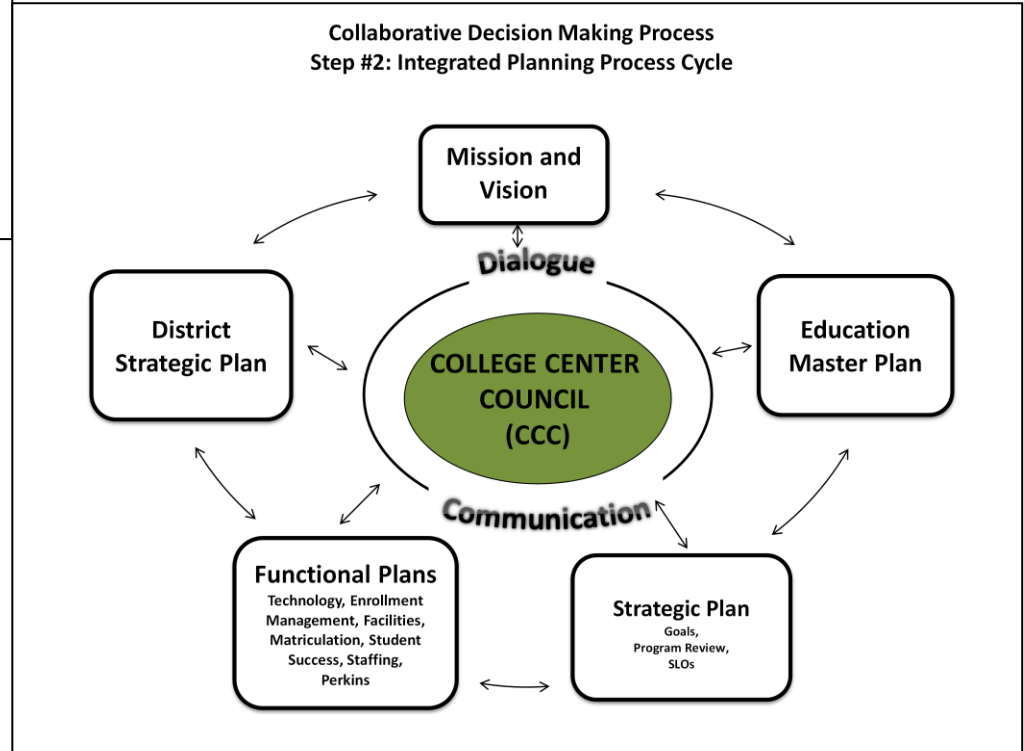 Collaborative Decision Making Process
Step #2: Integrated Planning Process Cycle
Mission and
Vision
Dialogue
District
Strategic Plan
COLLEGE CENTER
COUNCIL
(CCC)
Education
Master Plan
Communication
Functional Plans
Technology, Enrollment
Management, Facilities,
Matriculation, Student
Success, Staffing,
Perkins
Strategic Plan
Goals,
Program Review,
SLOs